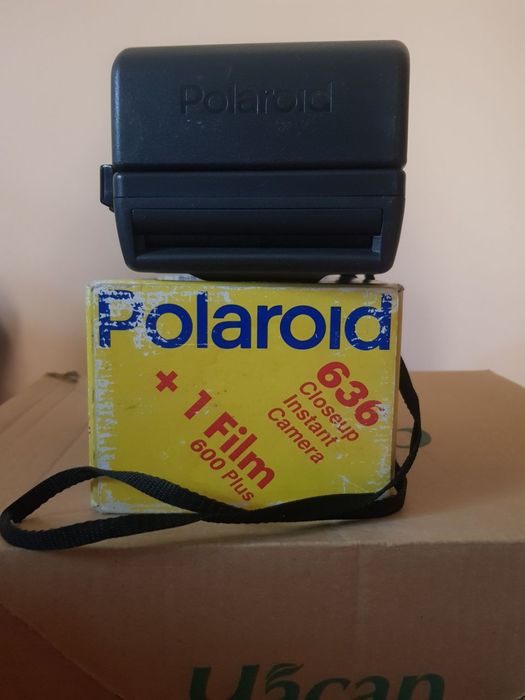 Polaroid
Polaroid
636
Closeup
Instant
Camera
+ 1 Film
600 Plus